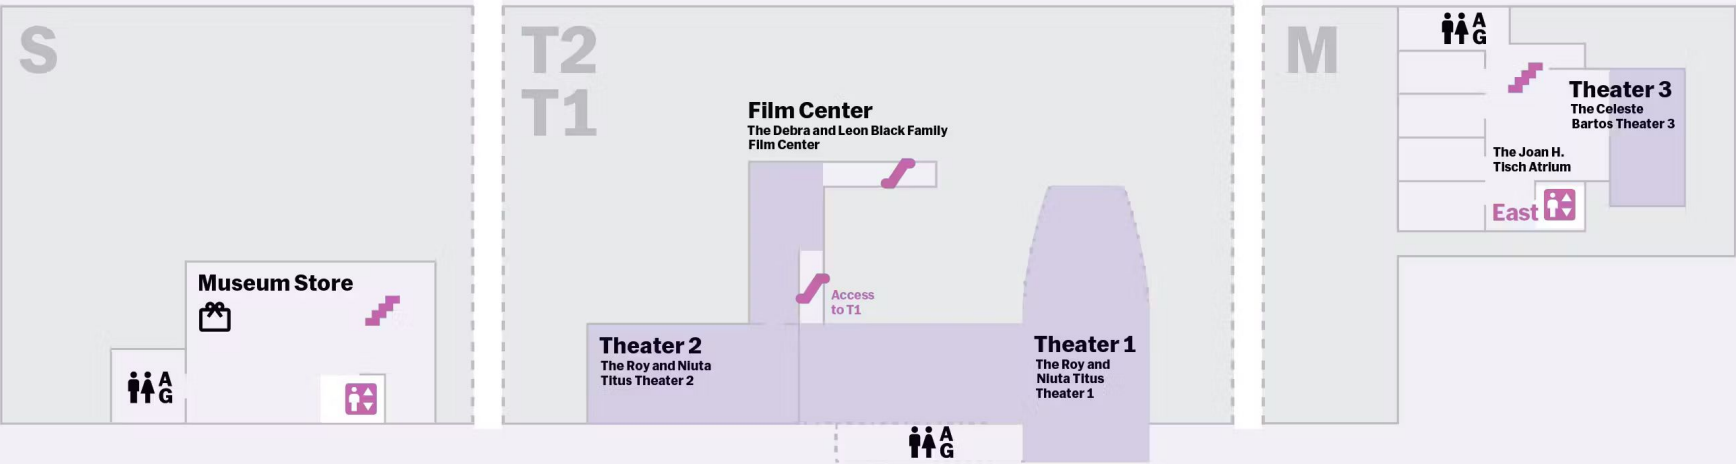 S
Museum Store
A
G
T2
T1
Film Center
The Debra and Leon Black Family
Film Center
Access
to T1
Theater 2
The Roy and Niuta
Titus Theater 2
Theater 1
The Roy and
Niuta Titus
Theater 1
A
G
M
A
G
Theater 3
The Celeste
Bartos Theater 3
The Joan H.
Tisch Atrium
East